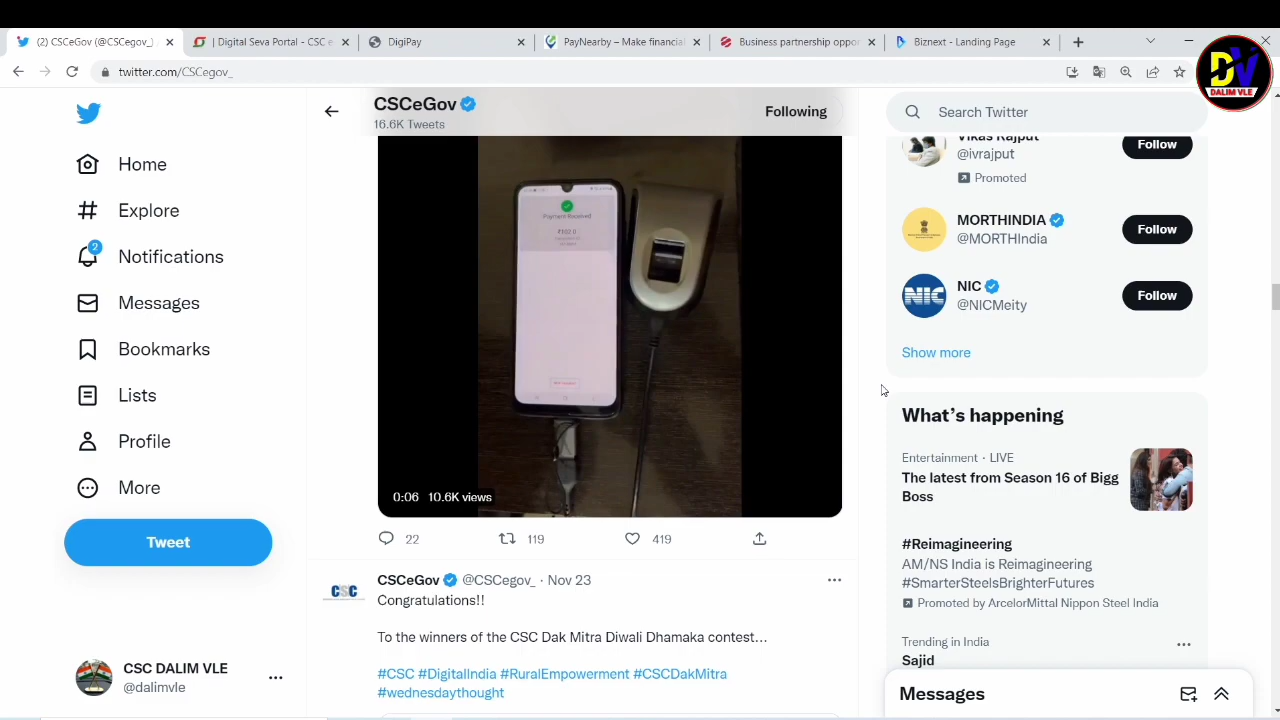 (2) CSCeGov (@CSCegov_)
Digital Seva Portal - CSC e
DigiPay
PayNearby – Make financial
Business partnership oppor
Biznext - Landing Page
twitter.com/CSCegov_
DV
DALIM VLE
CSCeGov
16.6K Tweets
Following
Search Twitter
Home
Explore
2
Notifications
Messages
Bookmarks
Lists
Profile
More
Tweet
CSC DALIM VLE
@dalimvle
Payment Received
0:06 10.6K views
22 119 419
CSC
CSCeGov @CSCegov_ · Nov 23
Congratulations!!
To the winners of the CSC Dak Mitra Diwali Dhamaka contest...
#CSC #DigitalIndia #RuralEmpowerment #CSCDakMitra
#wednesdaythought
Vikas Rajput
@ivrajput
Follow
Promoted
MORTHINDIA
@MORTHIndia
Follow
NIC
NIC
@NICMeity
Follow
Show more
What's happening
Entertainment · LIVE
The latest from Season 16 of Bigg
Boss
#Reimagineering
AM/NS India is Reimagineering
#SmarterSteelsBrighterFutures
Promoted by ArcelorMittal Nippon Steel India
Trending in India
Sajid
Messages